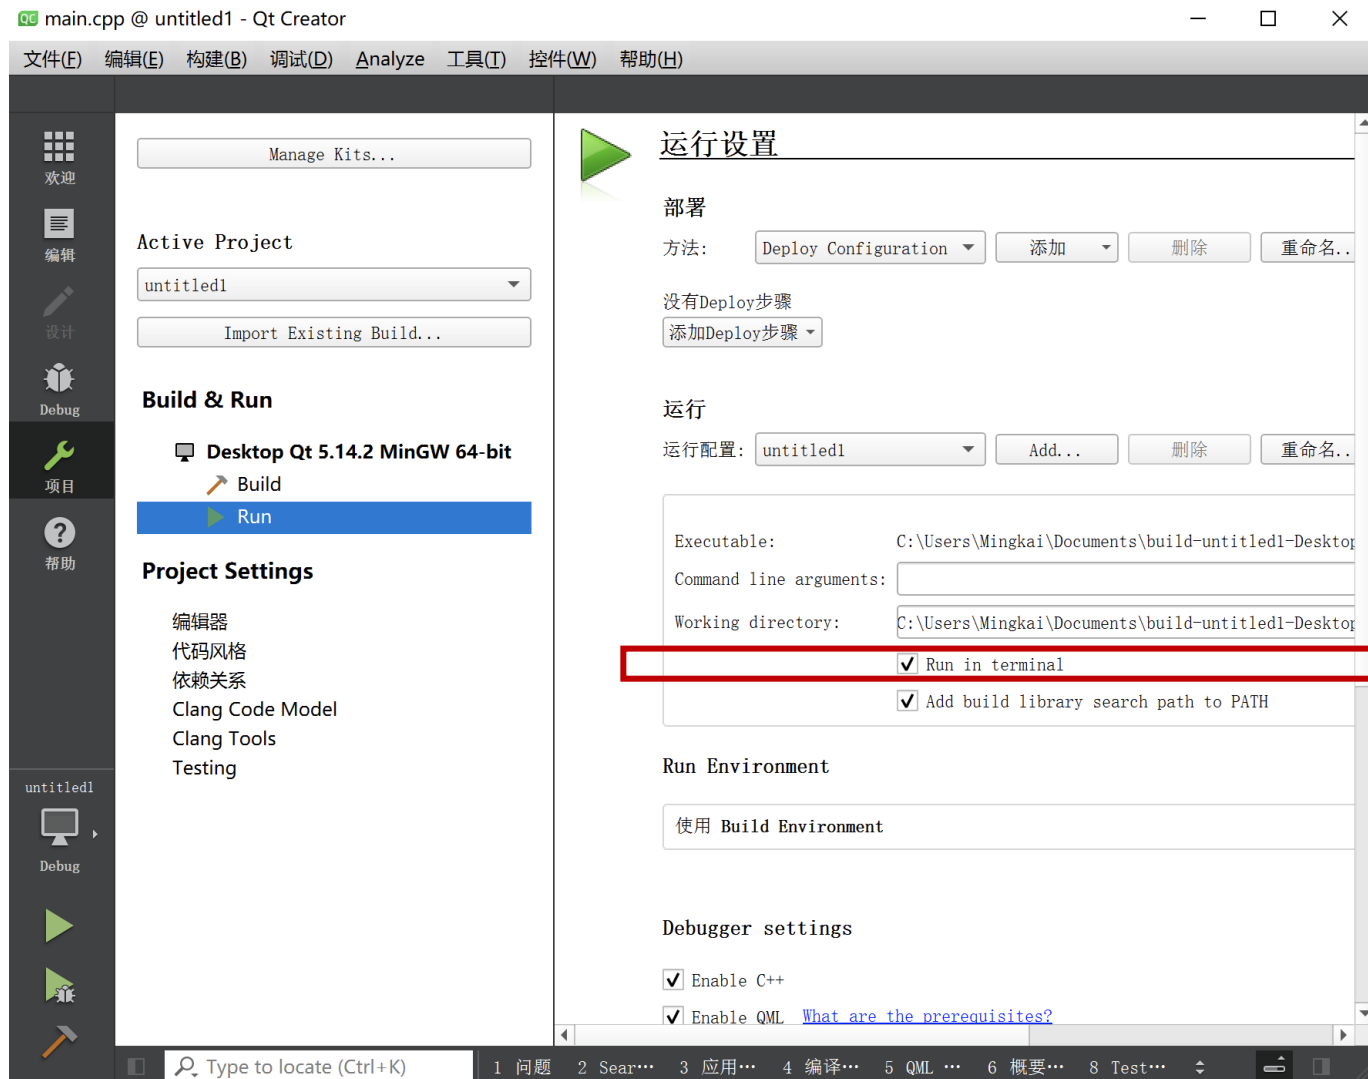 main.cpp @ untitled1 - Qt Creator
文件(F) 编辑(E) 构建(B) 调试(D) Analyze 工具(T) 控件(W) 帮助(H)
欢迎
编辑
设计
Debug
项目
帮助
untitled1
Debug
Manage Kits...
Active Project
untitled1
Import Existing Build...
Build & Run
Desktop Qt 5.14.2 MinGW 64-bit
Build
Run
Project Settings
编辑器
代码风格
依赖关系
Clang Code Model
Clang Tools
Testing
运行设置
部署
方法: Deploy Configuration 添加 删除 重命名..
没有Deploy步骤
添加Deploy步骤
运行
运行配置: untitled1 Add... 删除 重命名..
Executable: C:\Users\Mingkai\Documents\build-untitled1-Desktop
Command line arguments:
Working directory: C:\Users\Mingkai\Documents\build-untitled1-Desktop
Run in terminal
Add build library search path to PATH
Run Environment
使用 Build Environment
Debugger settings
Enable C++
Enable QML What are the prerequisites?
Type to locate (Ctrl+K) 1 问题 2 Sear… 3 应用… 4 编译… 5 QML … 6 概要… 8 Test…